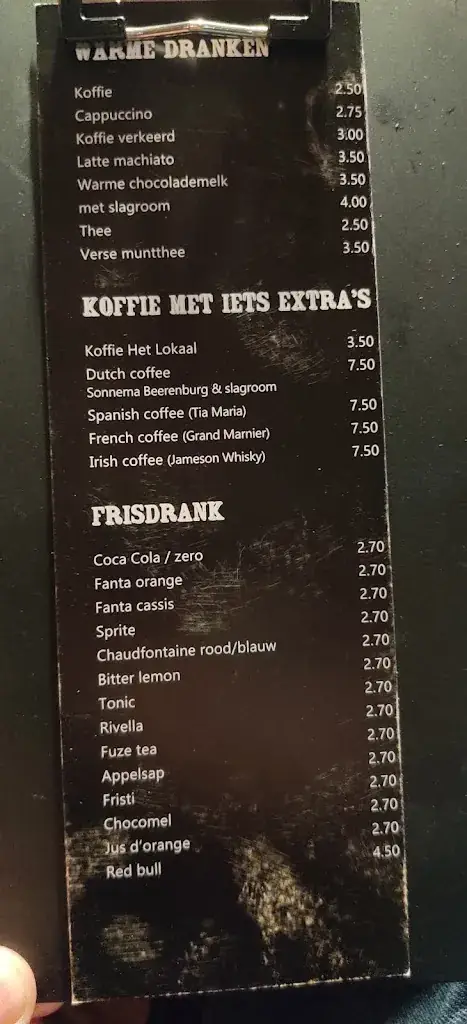 WARME DRANKEN
Koffie 2.50
Cappuccino 2.75
Koffie verkeerd 3.00
Latte machiato 3.50
Warme chocolademelk 3.50
met slagroom 4.00
Thee 2.50
Verse muntthee 3.50
KOFFIE MET IETS EXTRA'S
Koffie Het Lokaal 3.50
Dutch coffee 7.50
Sonnema Beerenburg & slagroom
Spanish coffee (Tia Maria) 7.50
French coffee (Grand Marnier) 7.50
Irish coffee (Jameson Whisky) 7.50
FRISDRANK
Coca Cola / zero 2.70
Fanta orange 2.70
Fanta cassis 2.70
Sprite 2.70
Chaudfontaine rood/blauw 2.70
Bitter lemon 2.70
Tonic 2.70
Rivella 2.70
Fuze tea 2.70
Appelsap 2.70
Fristi 2.70
Chocomel 2.70
Jus d'orange 2.70
Red bull 4.50